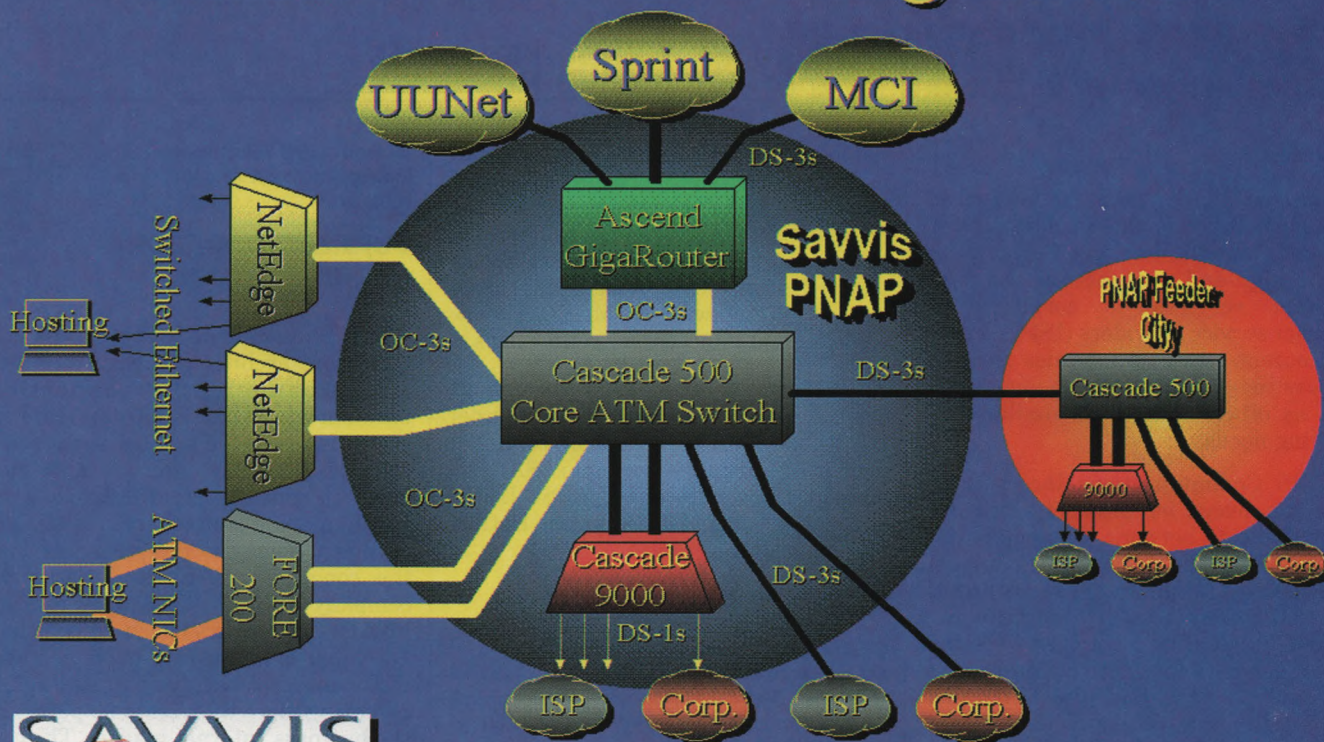 UUNet
Sprint
MCI
DS-3s
Ascend
GigaRouter
Savvis
PNAP
NetEdge
Switched Ethernet
Hosting
OC-3s
OC-3s
PNAP Feeder
City
Cascade 500
Core ATM Switch
DS-3s
Cascade 500
NetEdge
OC-3s
9000
ATM NICs
FORE
200
Hosting
Cascade
9000
DS-3s
DS-1s
ISP
Corp.
ISP
Corp.
ISP
Corp.
ISP
Corp.
SAVVIS